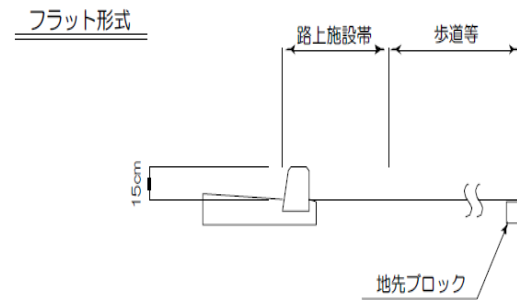 フラット形式
路上施設帯
歩道等
15cm
地先ブロック